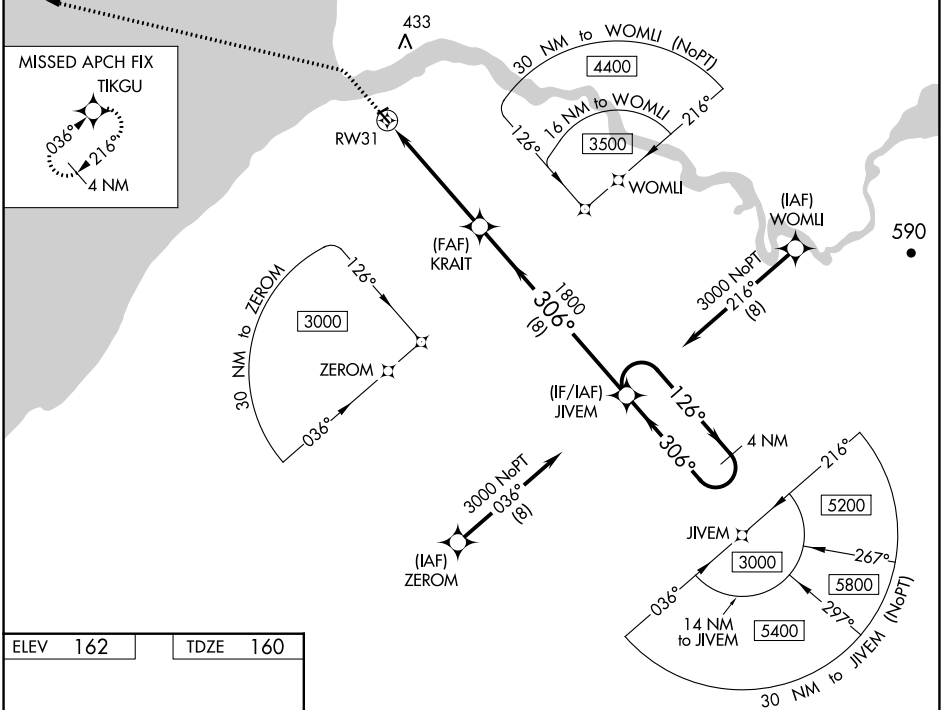 433
MISSED APCH FIX
TIKGU
036°
216°
4 NM
RW31
30 NM to WOMLI (NoPT)
4400
16 NM to WOMLI
3500
126°
216°
WOMLI
(IAF)
WOMLI
590
3000 NoPT
216°
(8)
(FAF)
KRAIT
1800
306°
(8)
30 NM to ZEROM
126°
3000
ZEROM
036°
(IF/IAF)
JIVEM
126°
306°
4 NM
3000 NoPT
036°
(8)
(IAF)
ZEROM
216°
5200
JIVEM
3000
267°
5800
036°
297°
14 NM
to JIVEM
5400
30 NM to JIVEM (NoPT)
ELEV 162
TDZE 160